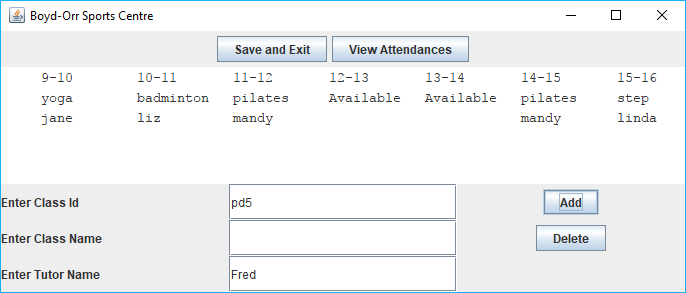 Boyd-Orr Sports Centre
Save and Exit View Attendances
9-10 10-11 11-12 12-13 13-14 14-15 15-16
yoga badminton pilates Available Available pilates step
jane liz mandy mandy linda
Enter Class Id pd5 Add
Enter Class Name Delete
Enter Tutor Name Fred